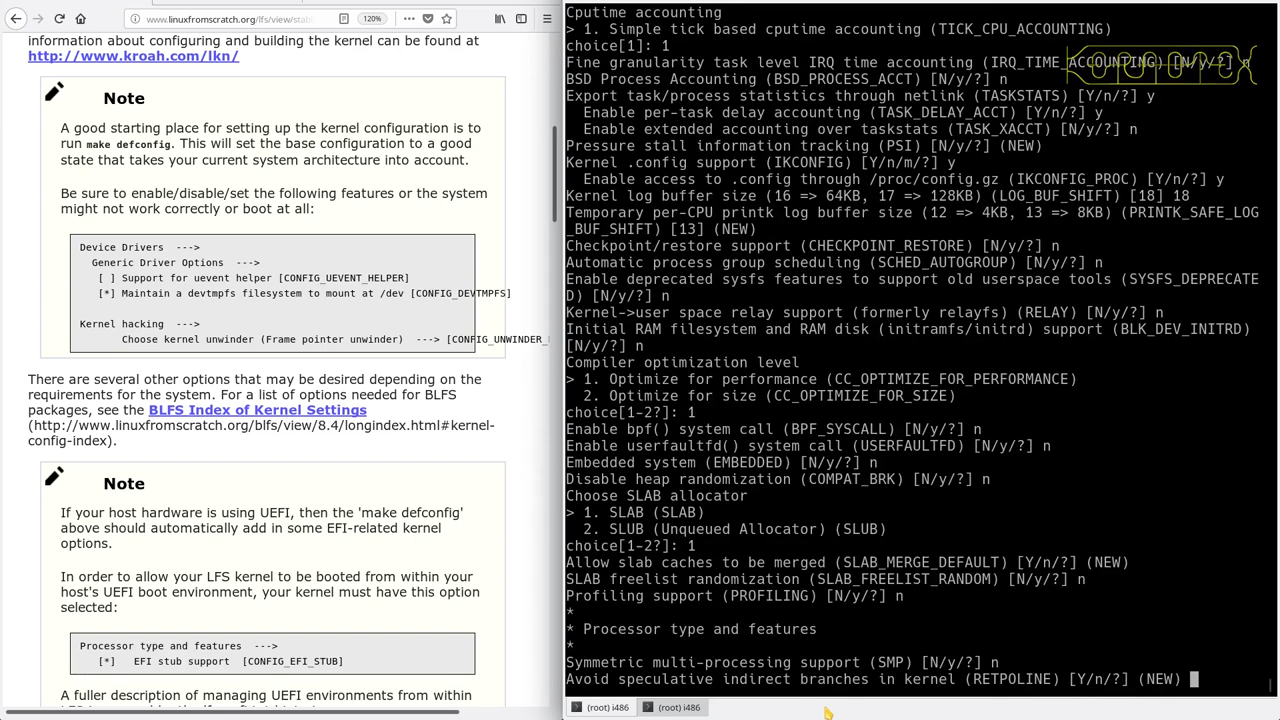 www.linuxfromscratch.org/lfs/view/stabl
120%
information about configuring and building the kernel can be found at
http://www.kroah.com/lkn/
Note
A good starting place for setting up the kernel configuration is to
run make defconfig. This will set the base configuration to a good
state that takes your current system architecture into account.
Be sure to enable/disable/set the following features or the system
might not work correctly or boot at all:
Device Drivers --->
Generic Driver Options --->
[ ] Support for uevent helper [CONFIG_UEVENT_HELPER]
[*] Maintain a devtmpfs filesystem to mount at /dev [CONFIG_DEVTMPFS]
Kernel hacking --->
Choose kernel unwinder (Frame pointer unwinder) ---> [CONFIG_UNWINDER_
There are several other options that may be desired depending on the
requirements for the system. For a list of options needed for BLFS
packages, see the BLFS Index of Kernel Settings
(http://www.linuxfromscratch.org/blfs/view/8.4/longindex.html#kernel-
config-index).
Note
If your host hardware is using UEFI, then the 'make defconfig'
above should automatically add in some EFI-related kernel
options.
In order to allow your LFS kernel to be booted from within your
host's UEFI boot environment, your kernel must have this option
selected:
Processor type and features --->
[*] EFI stub support [CONFIG_EFI_STUB]
A fuller description of managing UEFI environments from within
Cputime accounting
> 1. Simple tick based cputime accounting (TICK_CPU_ACCOUNTING)
choice[1]: 1
Fine granularity task level IRQ time accounting (IRQ_TIME_ACCOUNTING) [N/y/?] n
BSD Process Accounting (BSD_PROCESS_ACCT) [N/y/?] n
Export task/process statistics through netlink (TASKSTATS) [Y/n/?] y
Enable per-task delay accounting (TASK_DELAY_ACCT) [Y/n/?] y
Enable extended accounting over taskstats (TASK_XACCT) [N/y/?] n
Pressure stall information tracking (PSI) [N/y/?] (NEW)
Kernel .config support (IKCONFIG) [Y/n/m/?] y
Enable access to .config through /proc/config.gz (IKCONFIG_PROC) [Y/n/?] y
Kernel log buffer size (16 => 64KB, 17 => 128KB) (LOG_BUF_SHIFT) [18] 18
Temporary per-CPU printk log buffer size (12 => 4KB, 13 => 8KB) (PRINTK_SAFE_LOG
_BUF_SHIFT) [13] (NEW)
Checkpoint/restore support (CHECKPOINT_RESTORE) [N/y/?] n
Automatic process group scheduling (SCHED_AUTOGROUP) [N/y/?] n
Enable deprecated sysfs features to support old userspace tools (SYSFS_DEPRECATE
D) [N/y/?] n
Kernel->user space relay support (formerly relayfs) (RELAY) [N/y/?] n
Initial RAM filesystem and RAM disk (initramfs/initrd) support (BLK_DEV_INITRD)
[N/y/?] n
Compiler optimization level
> 1. Optimize for performance (CC_OPTIMIZE_FOR_PERFORMANCE)
2. Optimize for size (CC_OPTIMIZE_FOR_SIZE)
choice[1-2?]: 1
Enable bpf() system call (BPF_SYSCALL) [N/y/?] n
Enable userfaultfd() system call (USERFAULTFD) [N/y/?] n
Embedded system (EMBEDDED) [N/y/?] n
Disable heap randomization (COMPAT_BRK) [N/y/?] n
Choose SLAB allocator
> 1. SLAB (SLAB)
2. SLUB (Unqueued Allocator) (SLUB)
choice[1-2?]: 1
Allow slab caches to be merged (SLAB_MERGE_DEFAULT) [Y/n/?] (NEW)
SLAB freelist randomization (SLAB_FREELIST_RANDOM) [N/y/?] n
Profiling support (PROFILING) [N/y/?] n
*
* Processor type and features
*
Symmetric multi-processing support (SMP) [N/y/?] n
Avoid speculative indirect branches in kernel (RETPOLINE) [Y/n/?] (NEW)
(root) i486
(root) i486